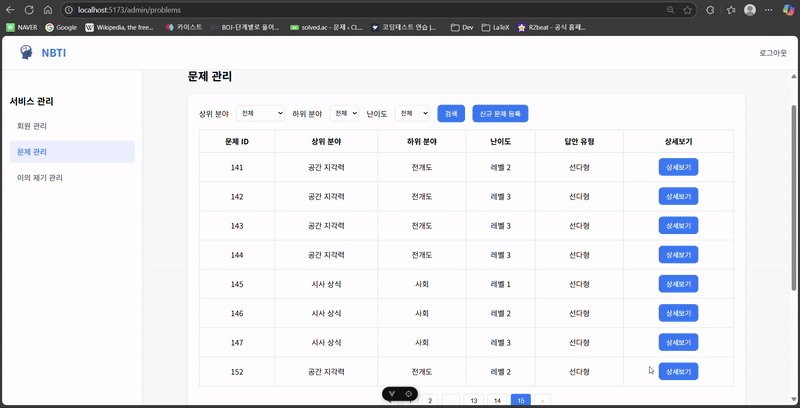 localhost:5173/admin/problems
NAVER Google Wikipedia, the free... 카이스트 BOJ-단계별로 풀어... solved.ac - 문제 › CL... 코딩테스트 연습 |... Dev LaTeX R2beat - 공식 홈페...
NBTI 로그아웃
문제 관리
서비스 관리
회원 관리
문제 관리
이의 제기 관리
상위 분야 전체 하위 분야 전체 난이도 전체 검색 신규 문제 등록
문제 ID 상위 분야 하위 분야 난이도 답안 유형 상세보기
141 공간 지각력 전개도 레벨 2 선다형 상세보기
142 공간 지각력 전개도 레벨 3 선다형 상세보기
143 공간 지각력 전개도 레벨 3 선다형 상세보기
144 공간 지각력 전개도 레벨 3 선다형 상세보기
145 시사 상식 사회 레벨 1 선다형 상세보기
146 시사 상식 사회 레벨 2 선다형 상세보기
147 시사 상식 사회 레벨 3 선다형 상세보기
152 공간 지각력 전개도 레벨 2 선다형 상세보기
2 ... 13 14 15 »